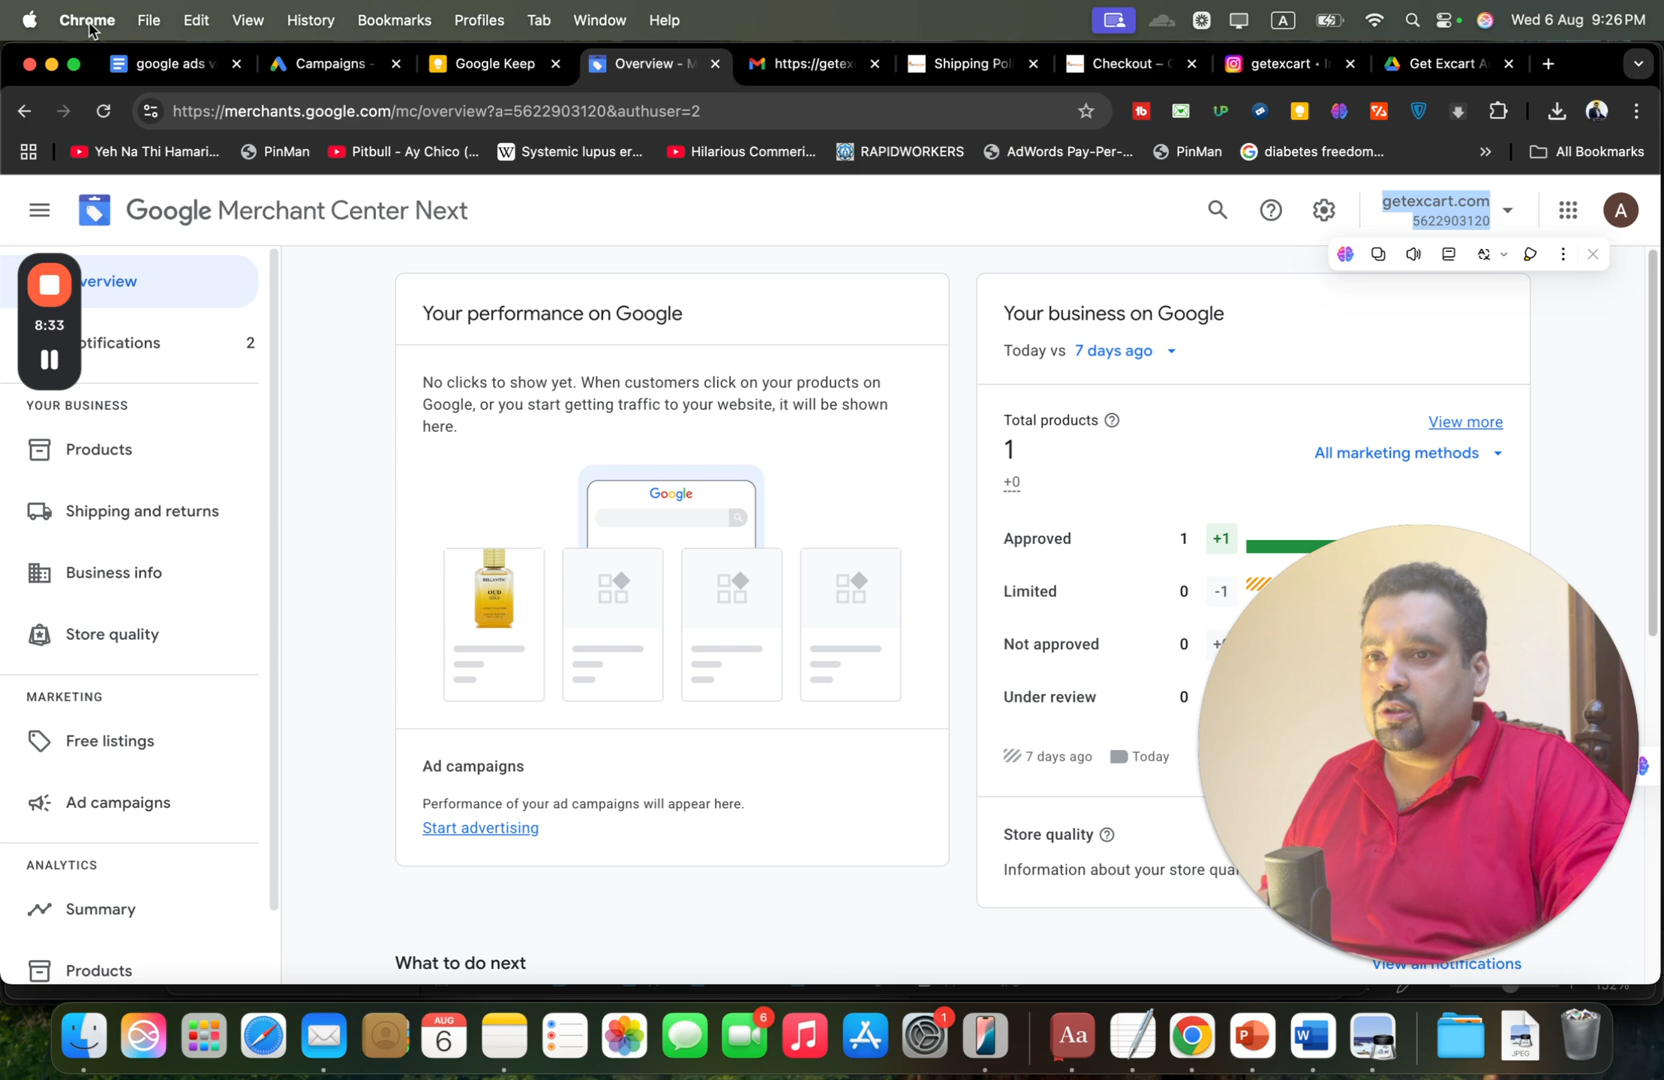 Chrome File Edit View History Bookmarks Profiles Tab Window Help
A Wed 6 Aug 9:26 PM
google ads v Campaigns - Google Keep Overview - M https://getex Shipping Poli Checkout – G getexcart • In Get Excart A
https://merchants.google.com/mc/overview?a=5622903120&authuser=2
Yeh Na Thi Hamari... PinMan Pitbull - Ay Chico (... Systemic lupus er... Hilarious Commeri... RAPIDWORKERS AdWords Pay-Per-... PinMan diabetes freedom... All Bookmarks
Google Merchant Center Next
getexcart.com
5622903120
A
verview
8:33
otifications 2
YOUR BUSINESS
Products
Shipping and returns
Business info
Store quality
MARKETING
Free listings
Ad campaigns
ANALYTICS
Summary
Products
Your performance on Google
No clicks to show yet. When customers click on your products on
Google, or you start getting traffic to your website, it will be shown
here.
Google
OUD
Ad campaigns
Performance of your ad campaigns will appear here.
Start advertising
Your business on Google
Today vs 7 days ago
Total products
View more
1
All marketing methods
+0
Approved 1 +1
Limited 0 -1
Not approved 0
Under review 0
7 days ago Today
Store quality
Information about your store qua
What to do next
View all notifications
AUG
6
6
1
Aa
JPEG